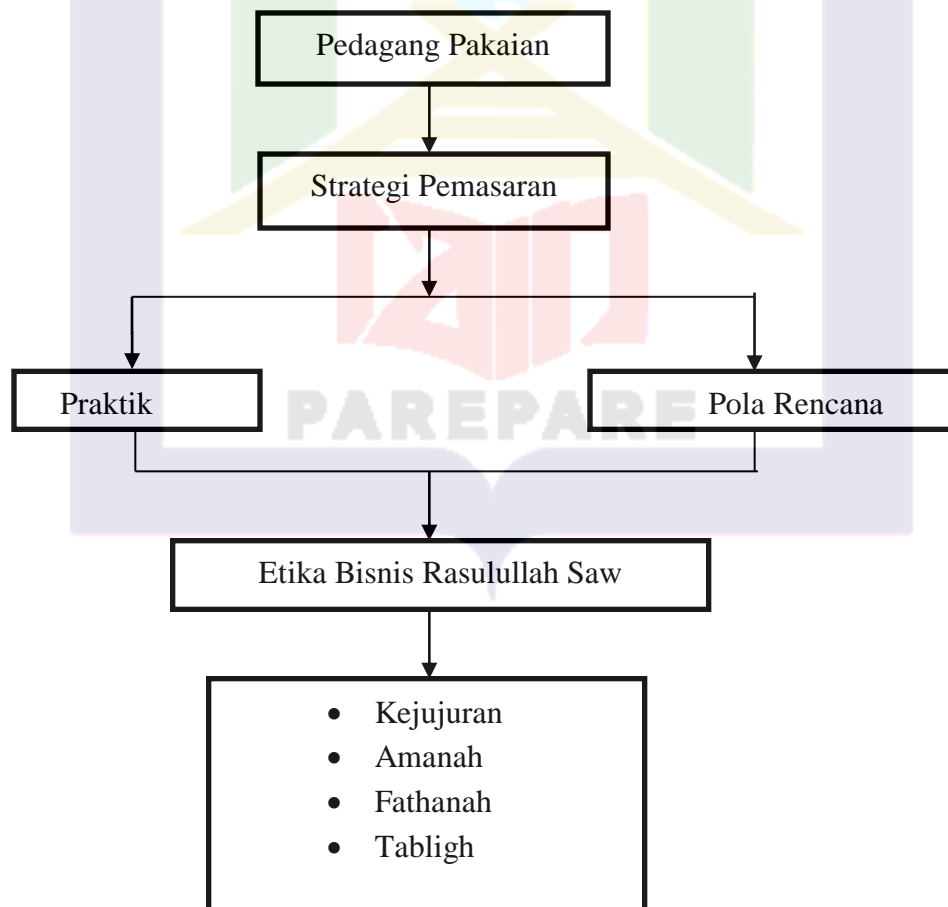 Pedagang Pakaian
Strategi Pemasaran
Praktik
Pola Rencana
PAREPARE
Etika Bisnis Rasulullah Saw
• Kejujuran
• Amanah
• Fathanah
• Tabligh